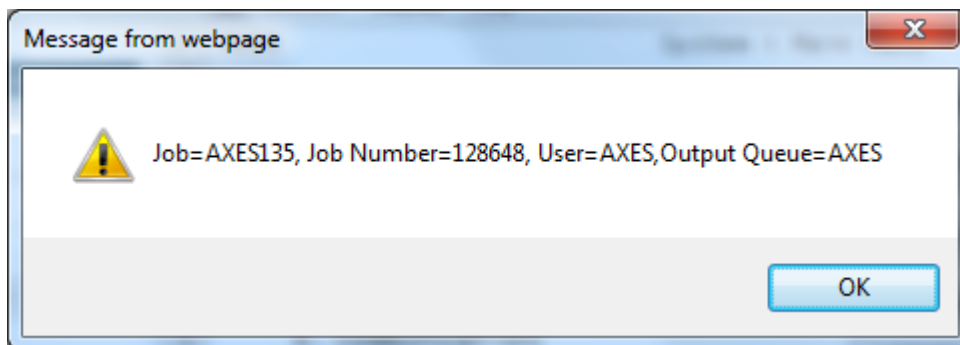 Message from webpage
Job=AXES135, Job Number=128648, User=AXES,Output Queue=AXES
OK